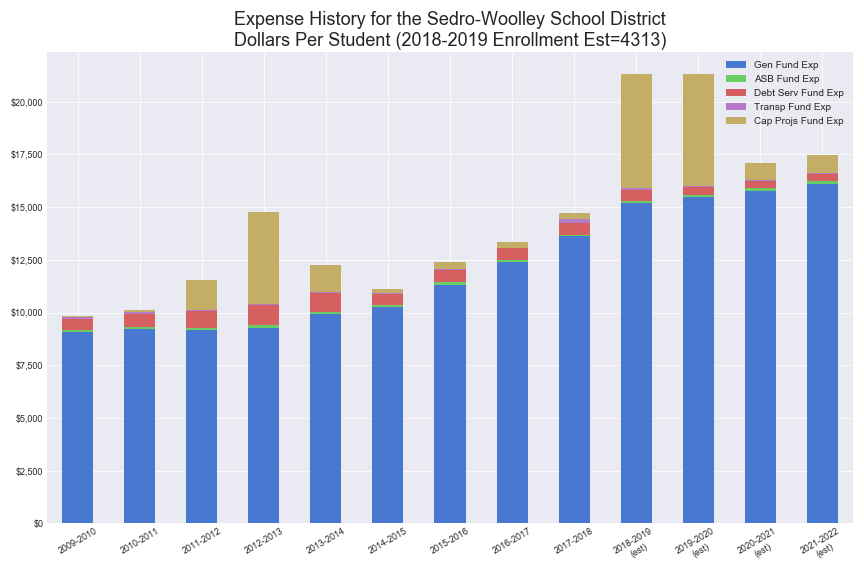 Expense History for the Sedro-Woolley School District
Dollars Per Student (2018-2019 Enrollment Est=4313)
Gen Fund Exp
ASB Fund Exp
Debt Serv Fund Exp
Transp Fund Exp
Cap Projs Fund Exp
$20,000
$17,500
$15,000
$12,500
$10,000
$7,500
$5,000
$2,500
$0
2009-2010
2010-2011
2011-2012
2012-2013
2013-2014
2014-2015
2015-2016
2016-2017
2017-2018
2018-2019
(est)
2019-2020
(est)
2020-2021
(est)
2021-2022
(est)